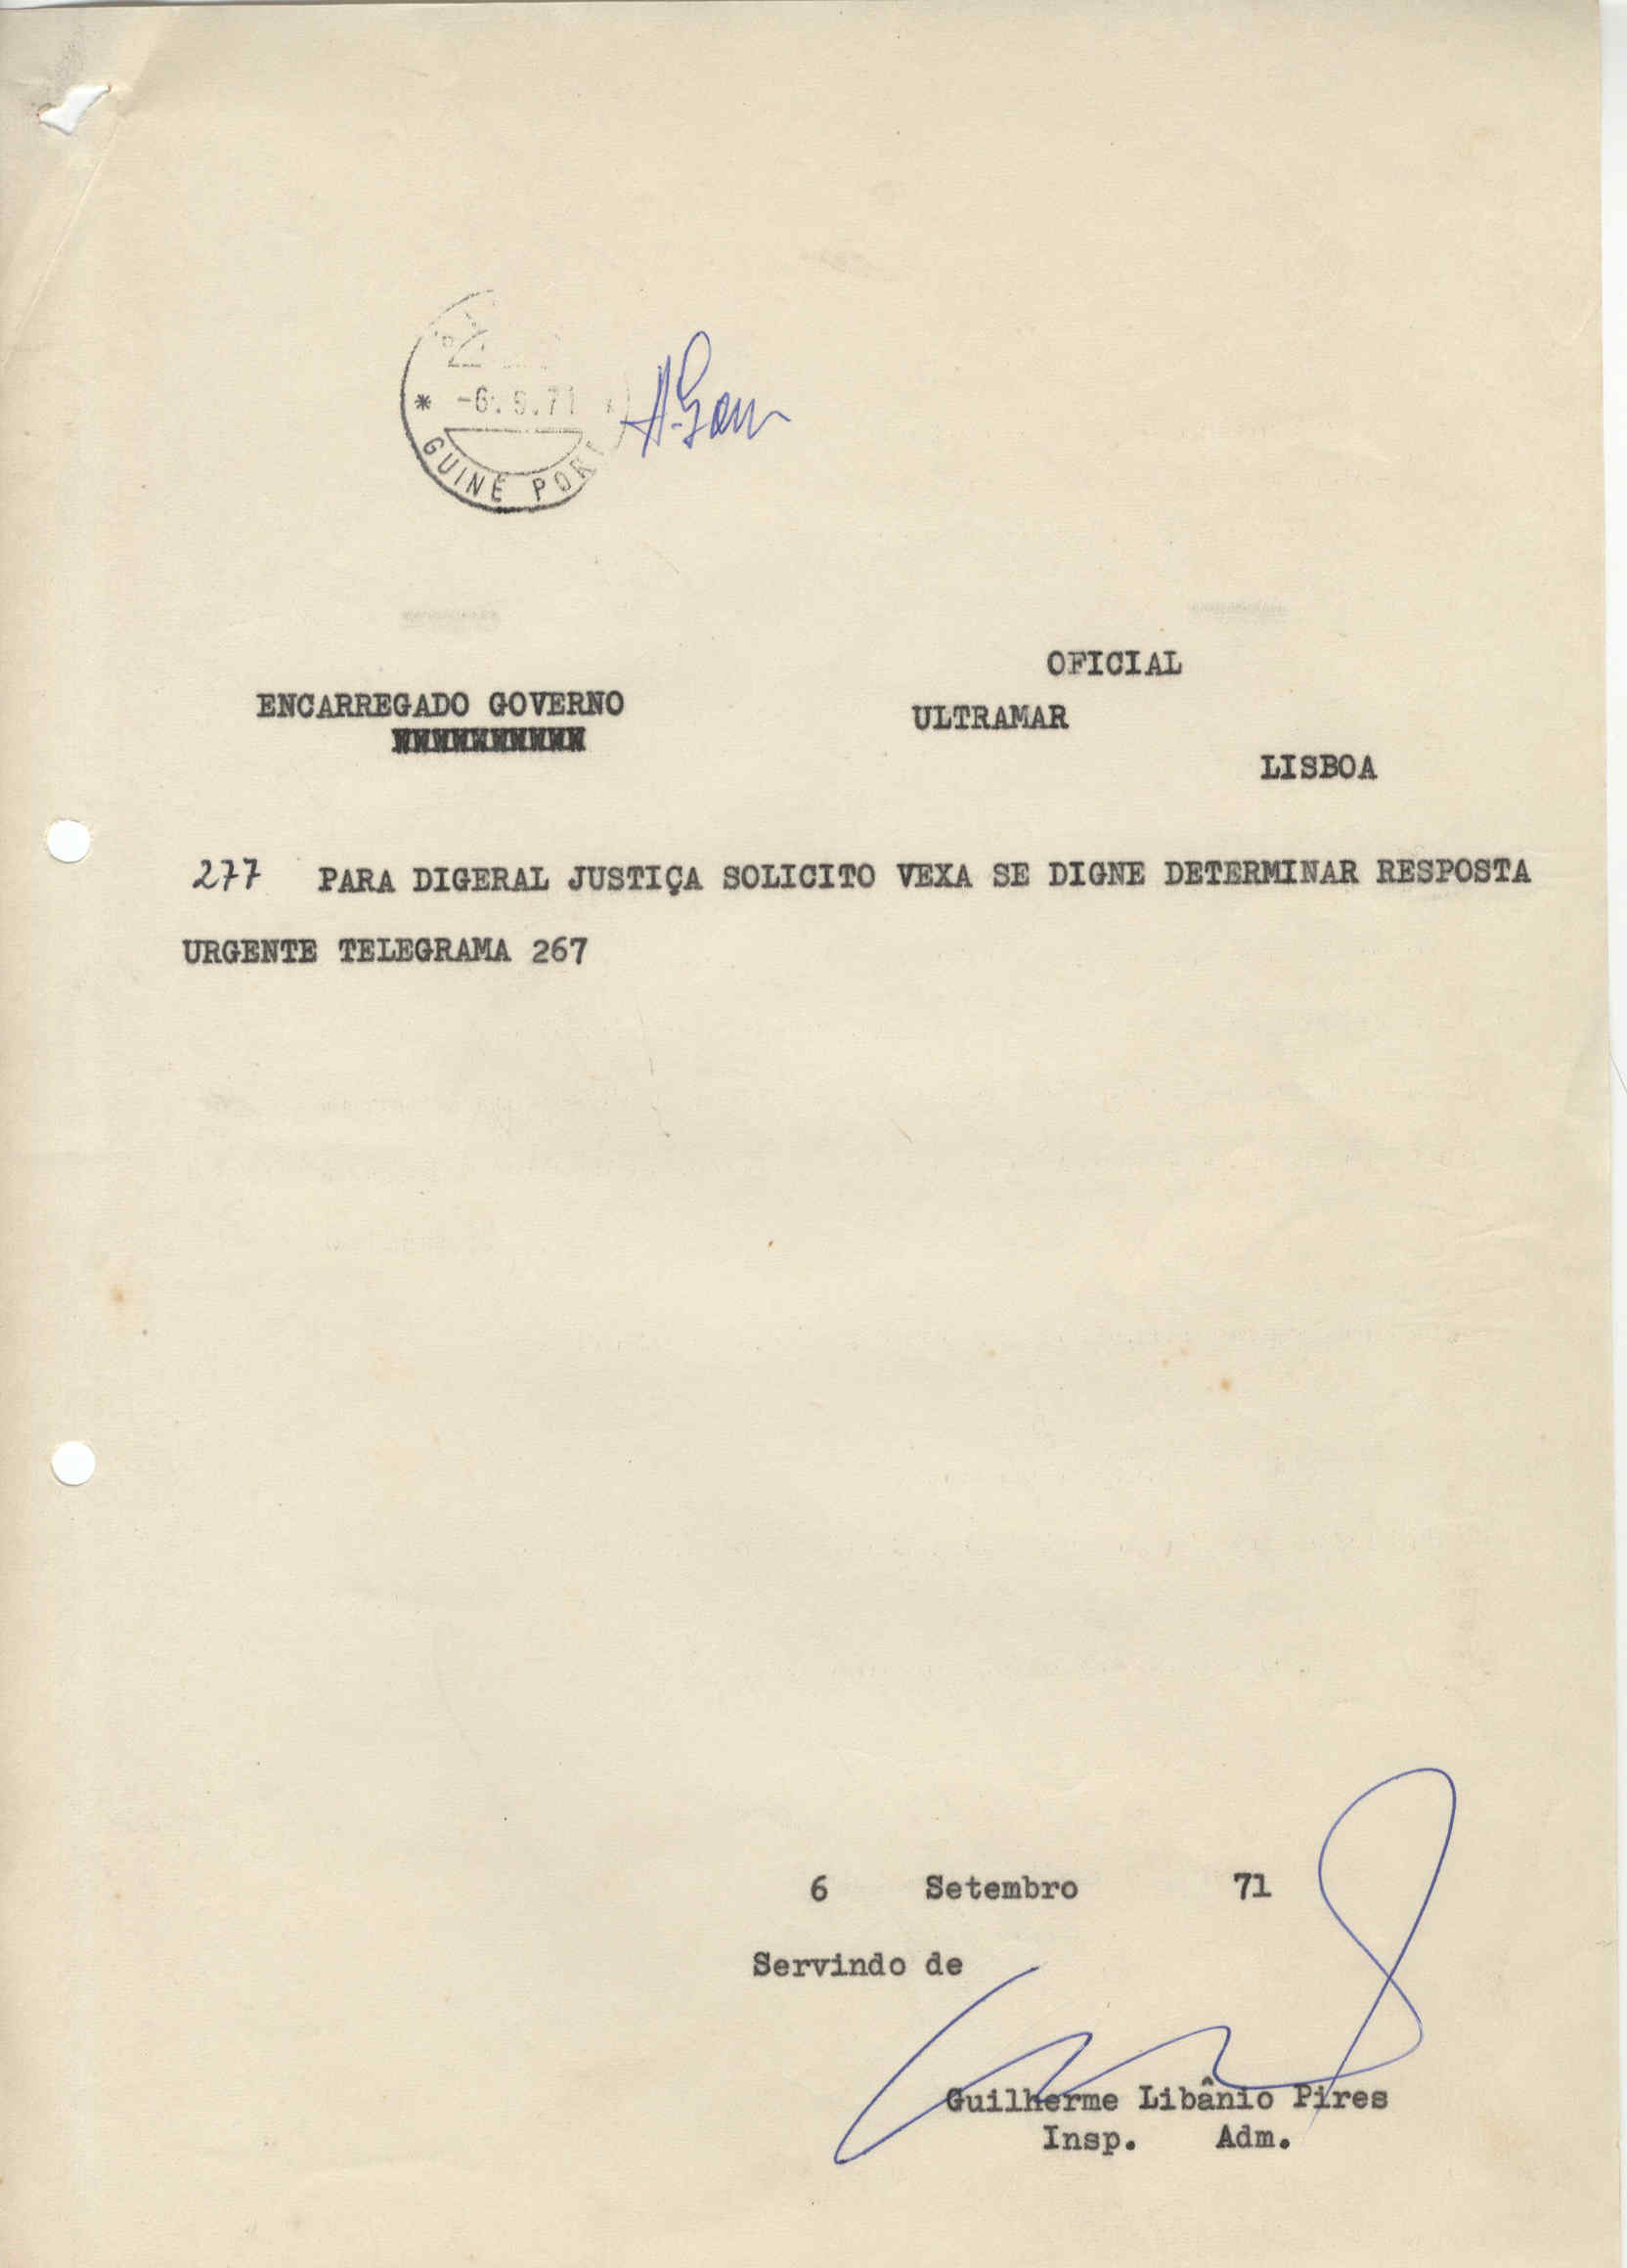 * -6. 9.71
GUINÉ PORT
OFICIAL
ENCARREGADO GOVERNO
ULTRAMAR
LISBOA
277 PARA DIGERAL JUSTIÇA SOLICITO VEXA SE DIGNE DETERMINAR RESPOSTA
URGENTE TELEGRAMA 267
6 Setembro 71
Servindo de
Guilherme Libânio Pires
Insp. Adm.